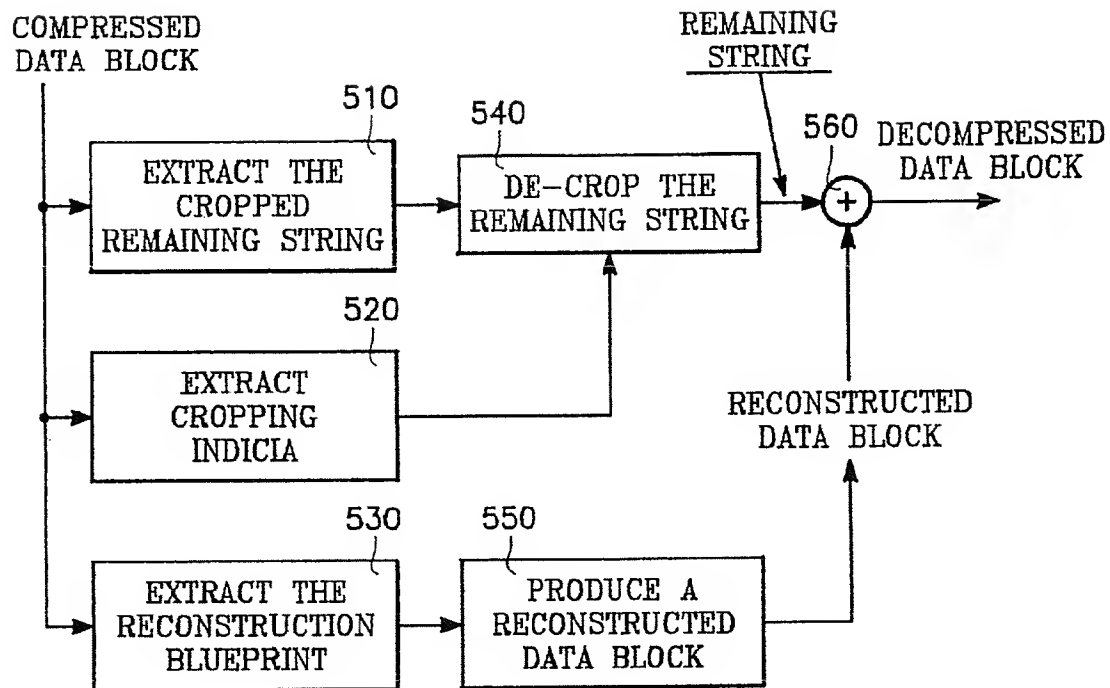 COMPRESSED
DATA BLOCK
REMAINING
STRING
510
540
560
DECOMPRESSED
DATA BLOCK
EXTRACT THE
CROPPED
REMAINING STRING
DE-CROP THE
REMAINING STRING
+
520
EXTRACT
CROPPING
INDICIA
RECONSTRUCTED
DATA BLOCK
530
550
EXTRACT THE
RECONSTRUCTION
BLUEPRINT
PRODUCE A
RECONSTRUCTED
DATA BLOCK